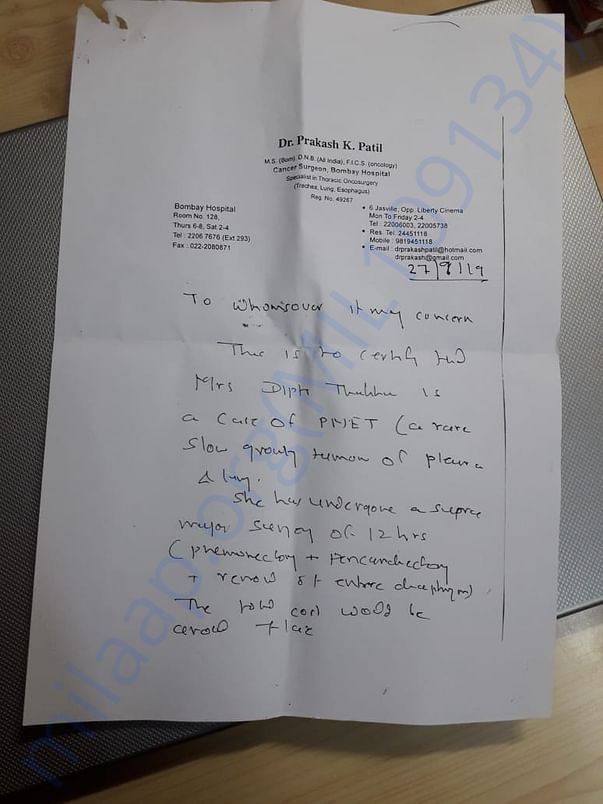 Dr. Prakash K. Patil
M.S. (Bom), D.N.B. (All India), F.I.C.S. (oncology)
Cancer Surgeon, Bombay Hospital
Specialist in Thoracic Oncosurgery
(Trachea, Lung, Esophagus)
Reg. No. 49267
Bombay Hospital
Room No. 128,
Thurs 6-8, Sat 2-4
Tel : 2206 7676 (Ext 293)
Fax : 022-2080871
• 6 Jasville, Opp. Liberty Cinema
Mon To Friday 2-4
Tel : 22006003, 22005738
• Res. Tel. 24451118
Mobile : 9819451118
• E-mail : drprakashpatil@hotmail.com
drprakash@gmail.com
27/9/19
To whomsoever it may concern
This is to certify that
Mrs Dipti is
a case of PNET (a rare
slow growing tumour of pleura
& lung.
She has undergone a supra
major surgery of 12 hrs
(pneumonectomy +
+ removal of entire diaphragm)
The total cost would be
around
milaap.org(MIL199134)